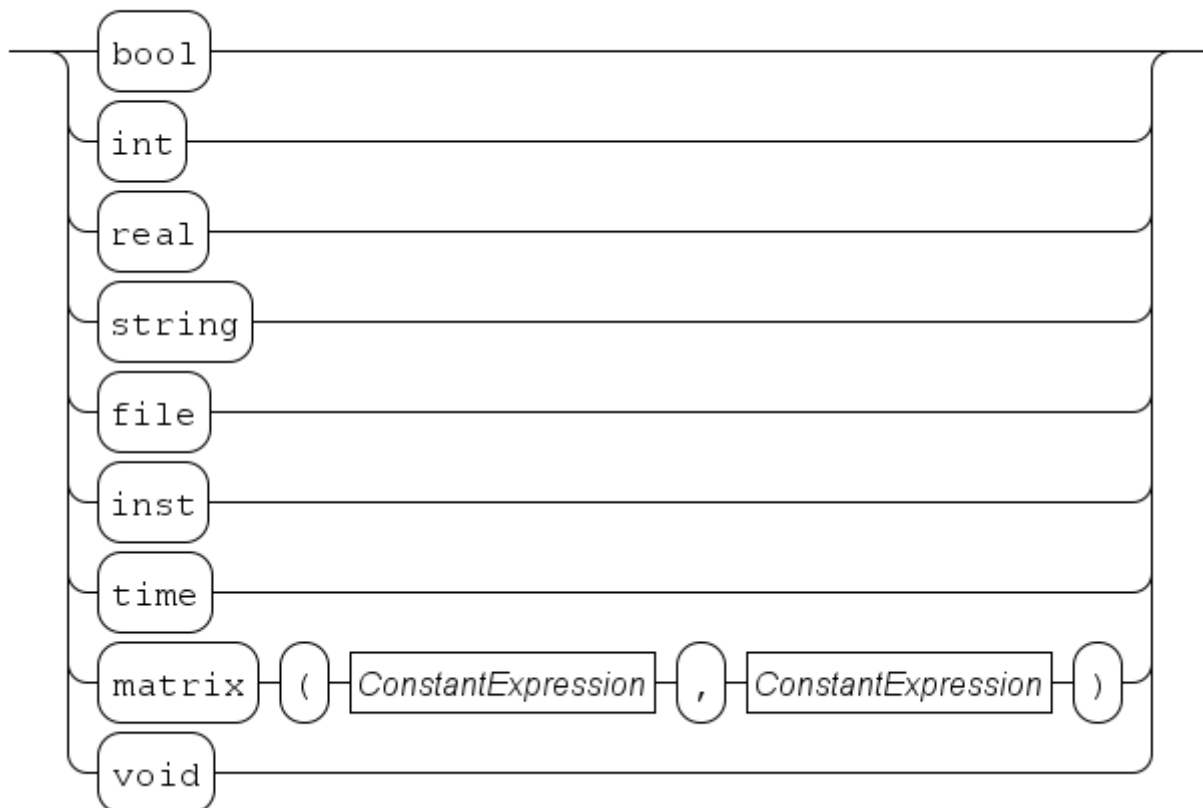 bool
int
real
string
file
inst
time
matrix ( ConstantExpression , ConstantExpression )
void